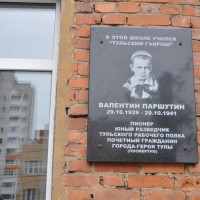 В ЭТОЙ ШКОЛЕ УЧИЛСЯ
"ТУЛЬСКИЙ ГАВРОШ"
ВАЛЕНТИН ПАРШУТИН
29.10.1929 - 29.10.1941
ПИОНЕР
ЮНЫЙ РАЗВЕДЧИК
ТУЛЬСКОГО РАБОЧЕГО ПОЛКА
ПОЧЕТНЫЙ ГРАЖДАНИН
ГОРОДА-ГЕРОЯ ТУЛЫ
(ПОСМЕРТНО)